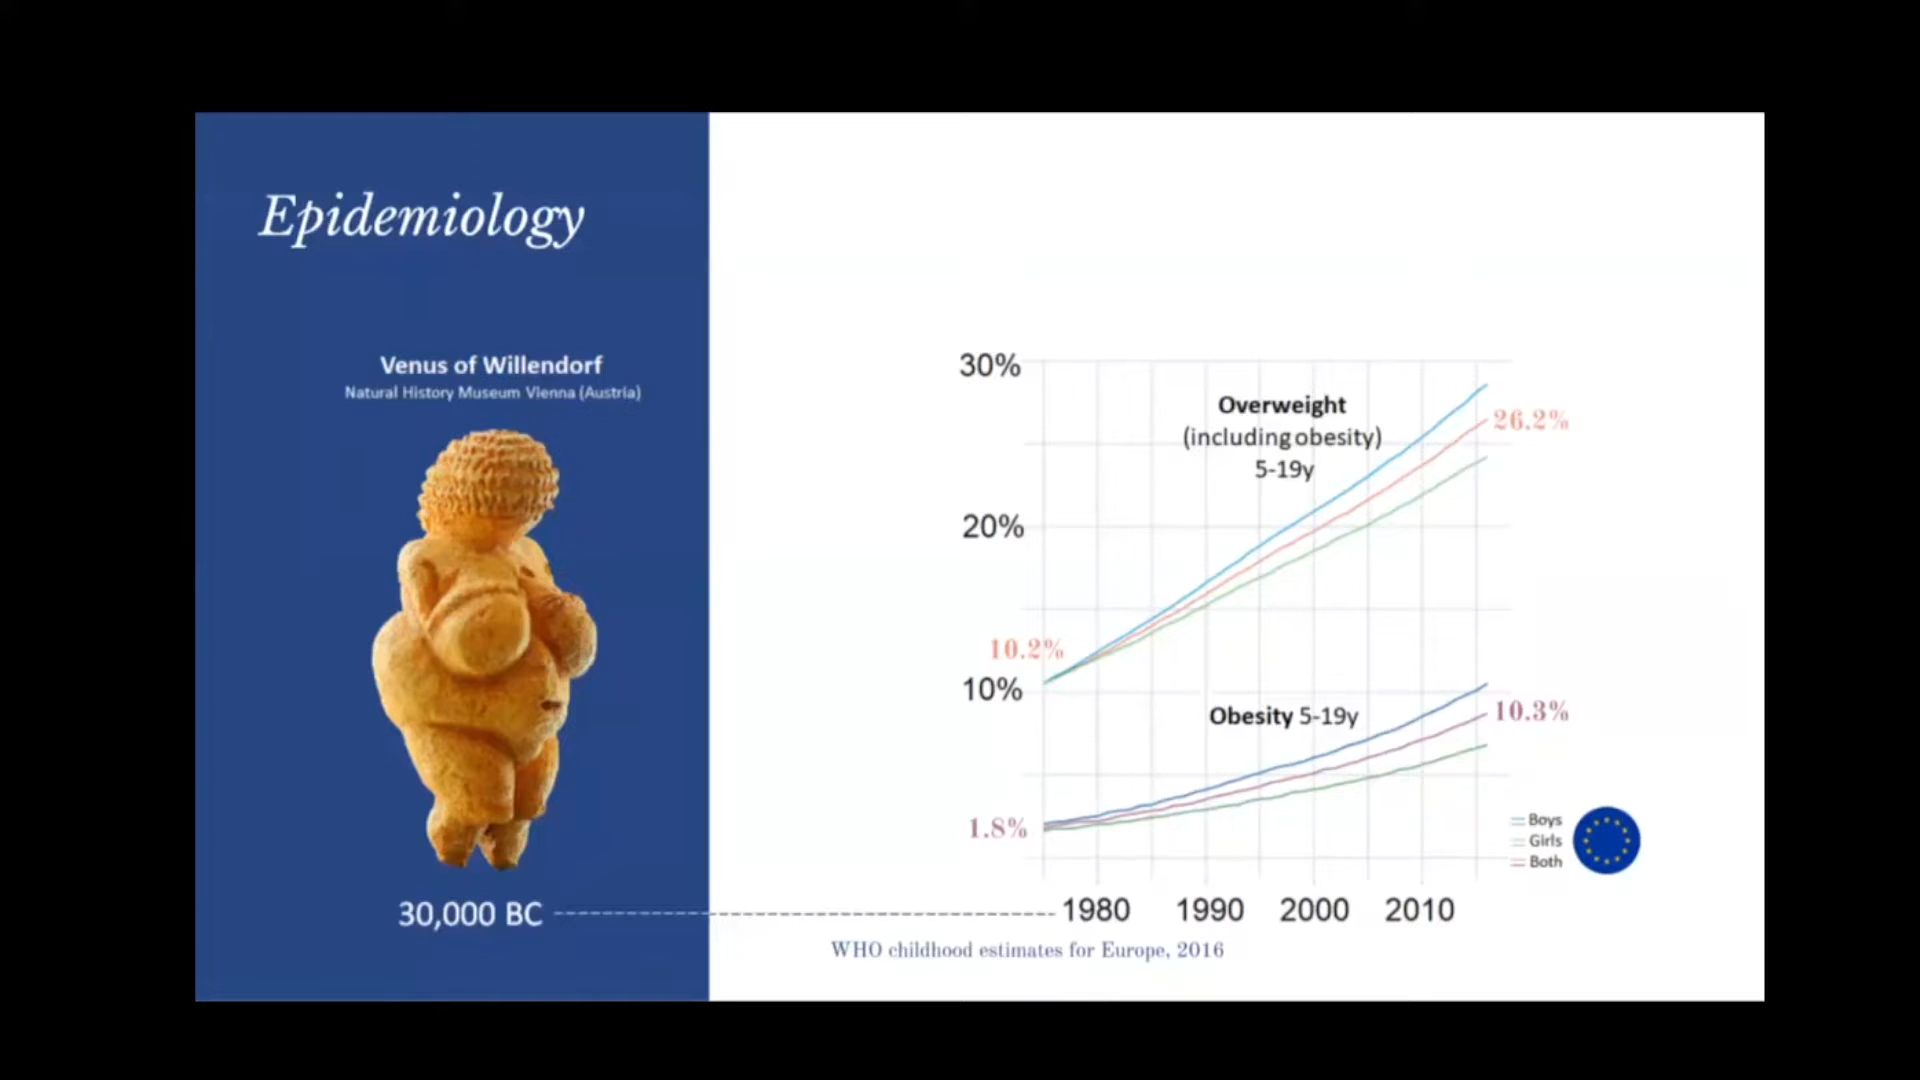 Epidemiology
Venus of Willendorf
Natural History Museum Vienna (Austria)
30,000 BC
30%
20%
10%
Overweight
(including obesity)
5-19y
26.2%
10.2%
Obesity 5-19y
10.3%
1.8%
Boys
Girls
Both
1980 1990 2000 2010
WHO childhood estimates for Europe, 2016